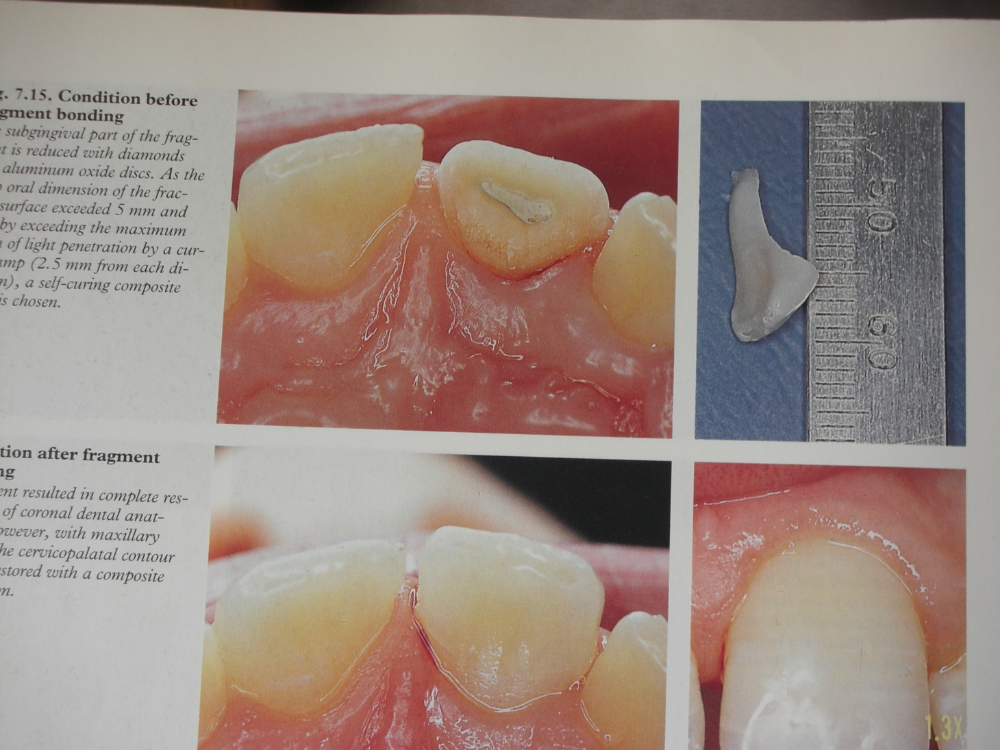 g. 7.15. Condition before
gment bonding
subgingival part of the frag-
t is reduced with diamonds
aluminum oxide discs. As the
o oral dimension of the frac-
surface exceeded 5 mm and
by exceeding the maximum
of light penetration by a cur-
amp (2.5 mm from each di-
n), a self-curing composite
is chosen.
50
60
tion after fragment
ng
ent resulted in complete res-
of coronal dental anat-
owever, with maxillary
he cervicopalatal contour
stored with a composite
n.
1.3X